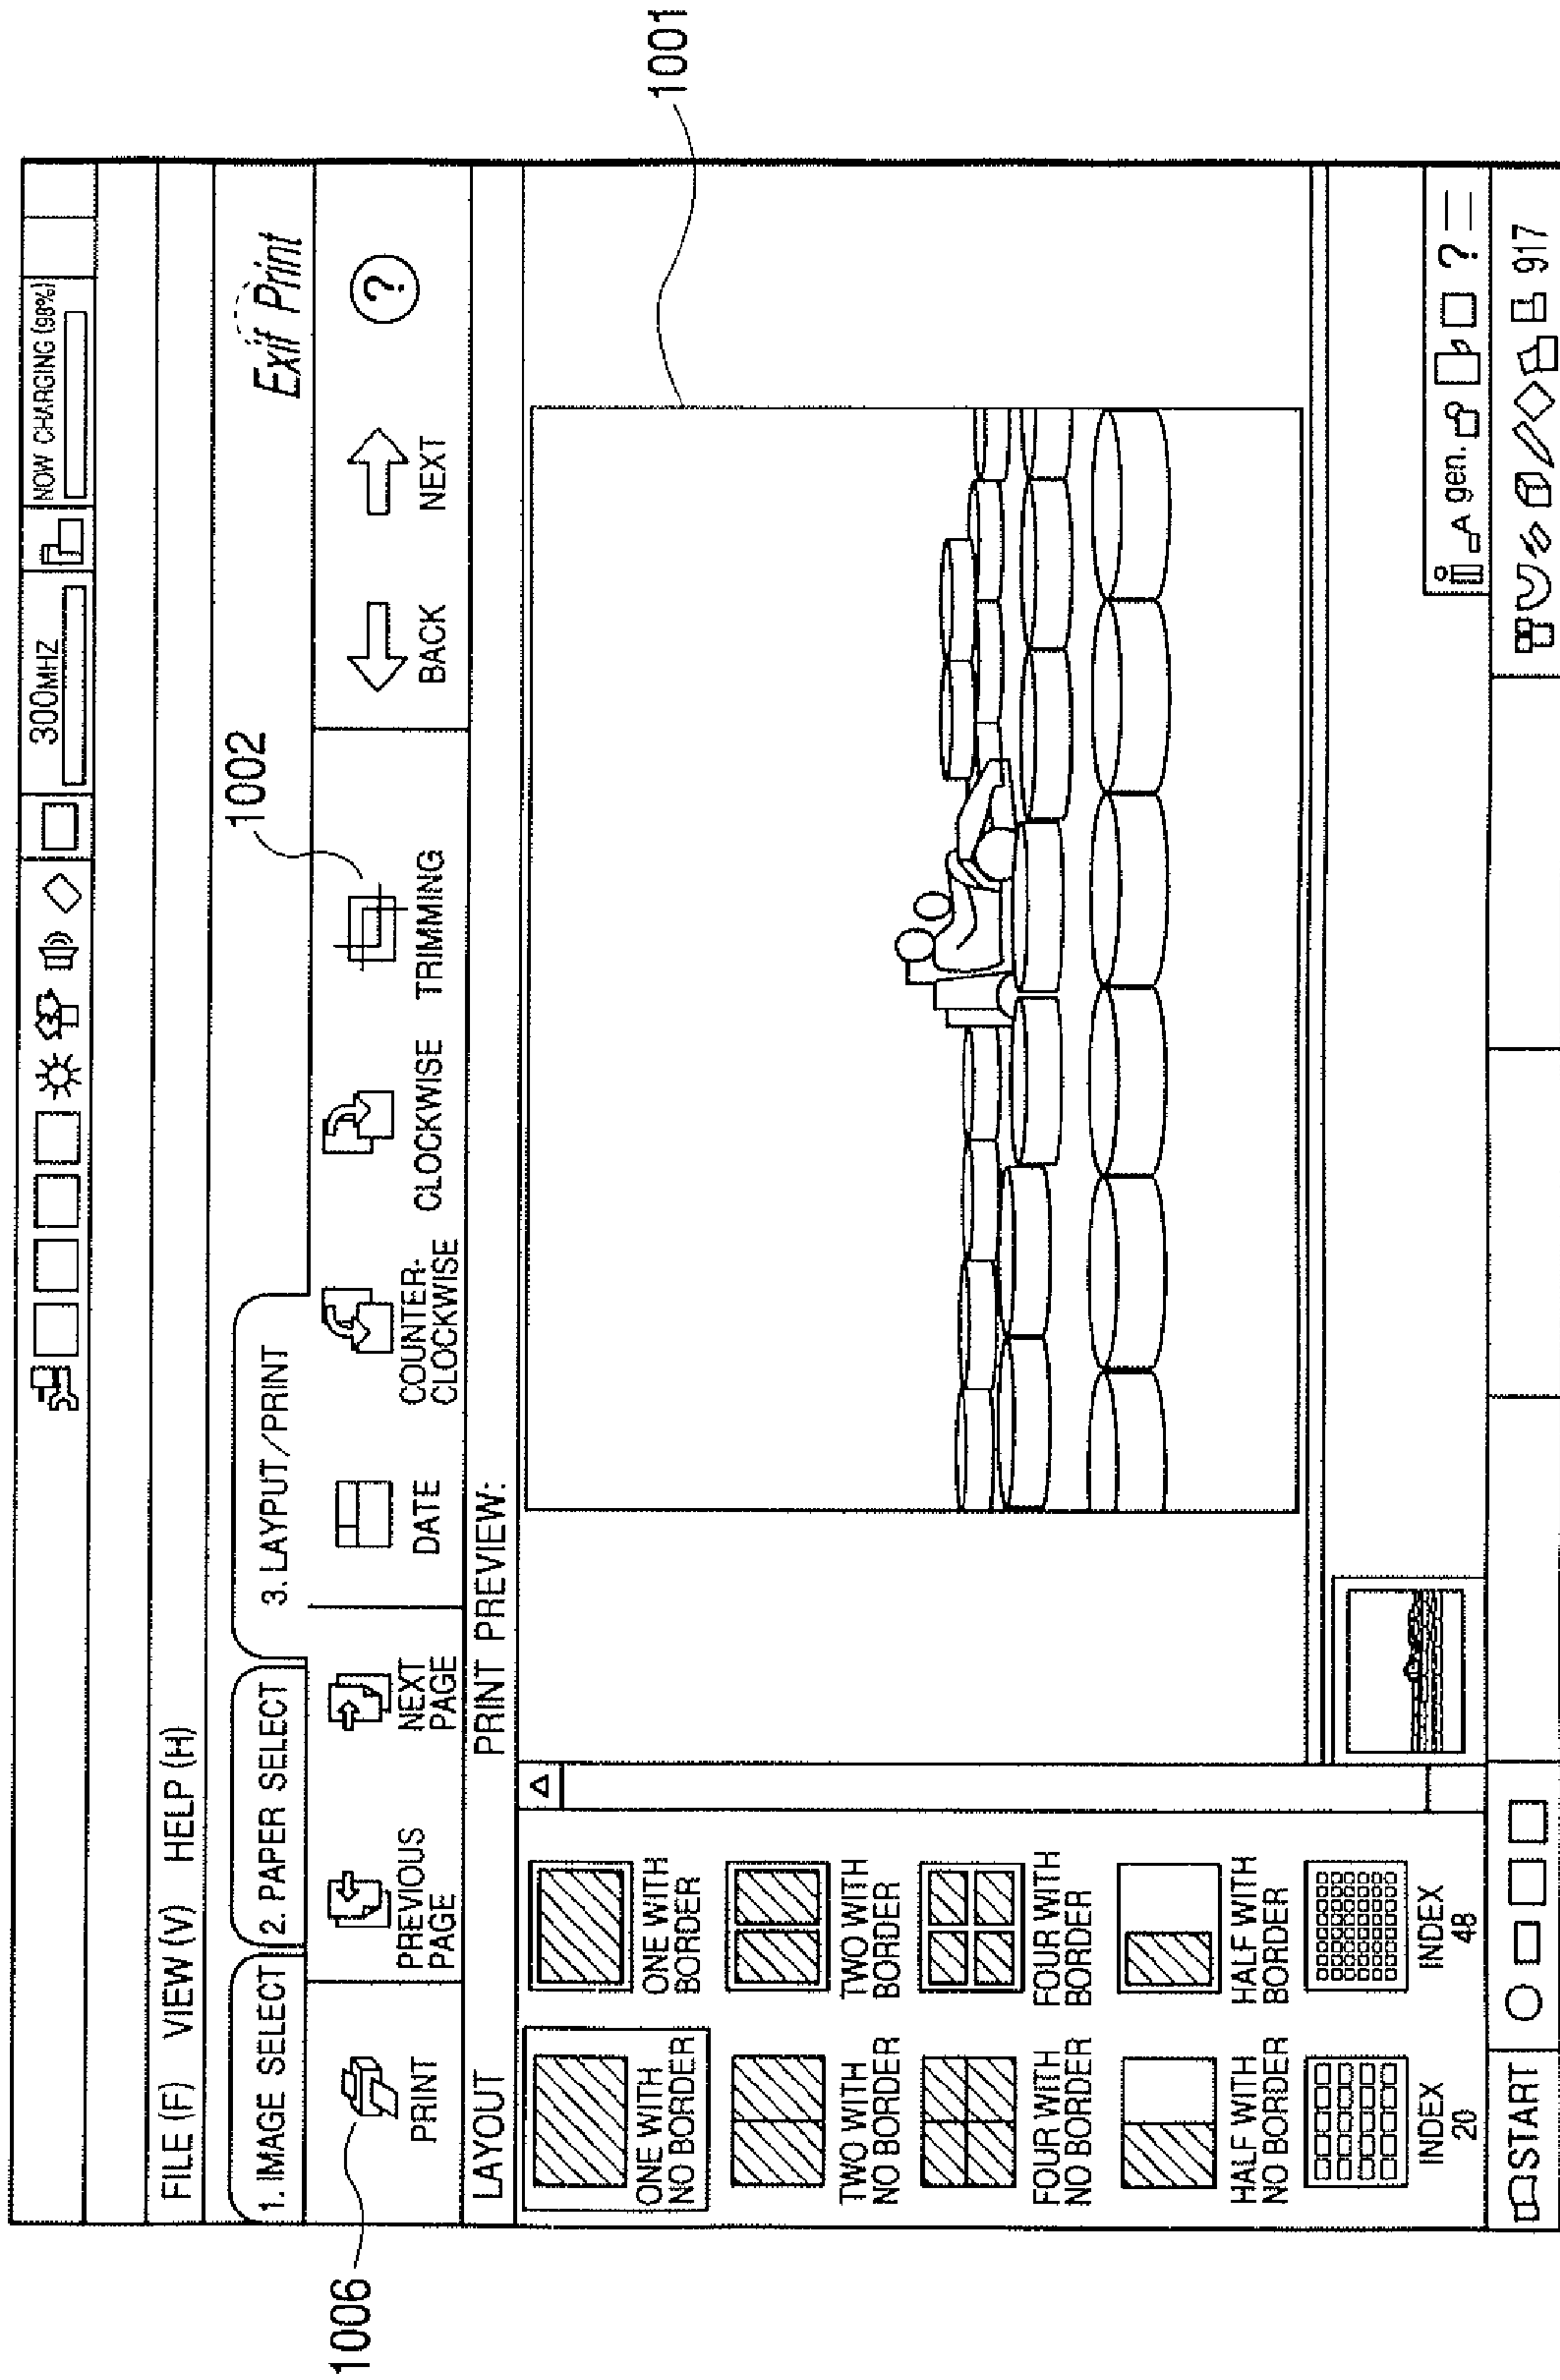 300MHZ
NOW CHARGING (98%)
FILE (F) VIEW (V) HELP (H)
1. IMAGE SELECT
2. PAPER SELECT
3. LAYPUT/PRINT
Exif Print
1006
PRINT
PREVIOUS
PAGE
NEXT
PAGE
DATE
COUNTER-
CLOCKWISE
CLOCKWISE
TRIMMING
1002
BACK
NEXT
?
LAYOUT
PRINT PREVIEW:
1001
ONE WITH
NO BORDER
ONE WITH
BORDER
TWO WITH
NO BORDER
TWO WITH
BORDER
FOUR WITH
NO BORDER
FOUR WITH
BORDER
HALF WITH
NO BORDER
HALF WITH
BORDER
INDEX
20
INDEX
48
A gen.
?
START
917